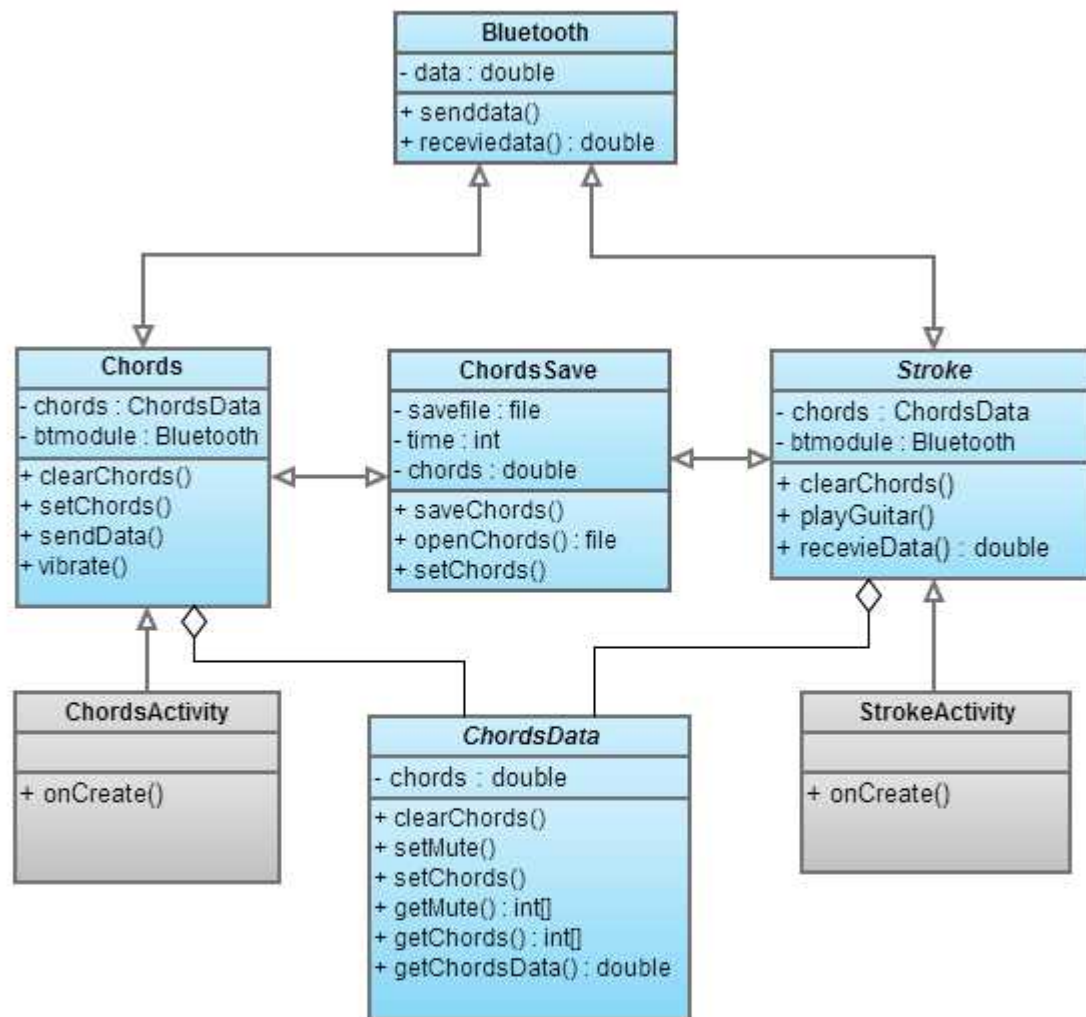 Bluetooth
- data : double
+ senddata()
+ receviedata() : double
Chords
- chords : ChordsData
- btmodule : Bluetooth
+ clearChords()
+ setChords()
+ sendData()
+ vibrate()
ChordsSave
- savefile : file
- time : int
- chords : double
+ saveChords()
+ openChords() : file
+ setChords()
Stroke
- chords : ChordsData
- btmodule : Bluetooth
+ clearChords()
+ playGuitar()
+ recevieData() : double
ChordsActivity
+ onCreate()
ChordsData
- chords : double
+ clearChords()
+ setMute()
+ setChords()
+ getMute() : int[]
+ getChords() : int[]
+ getChordsData() : double
StrokeActivity
+ onCreate()